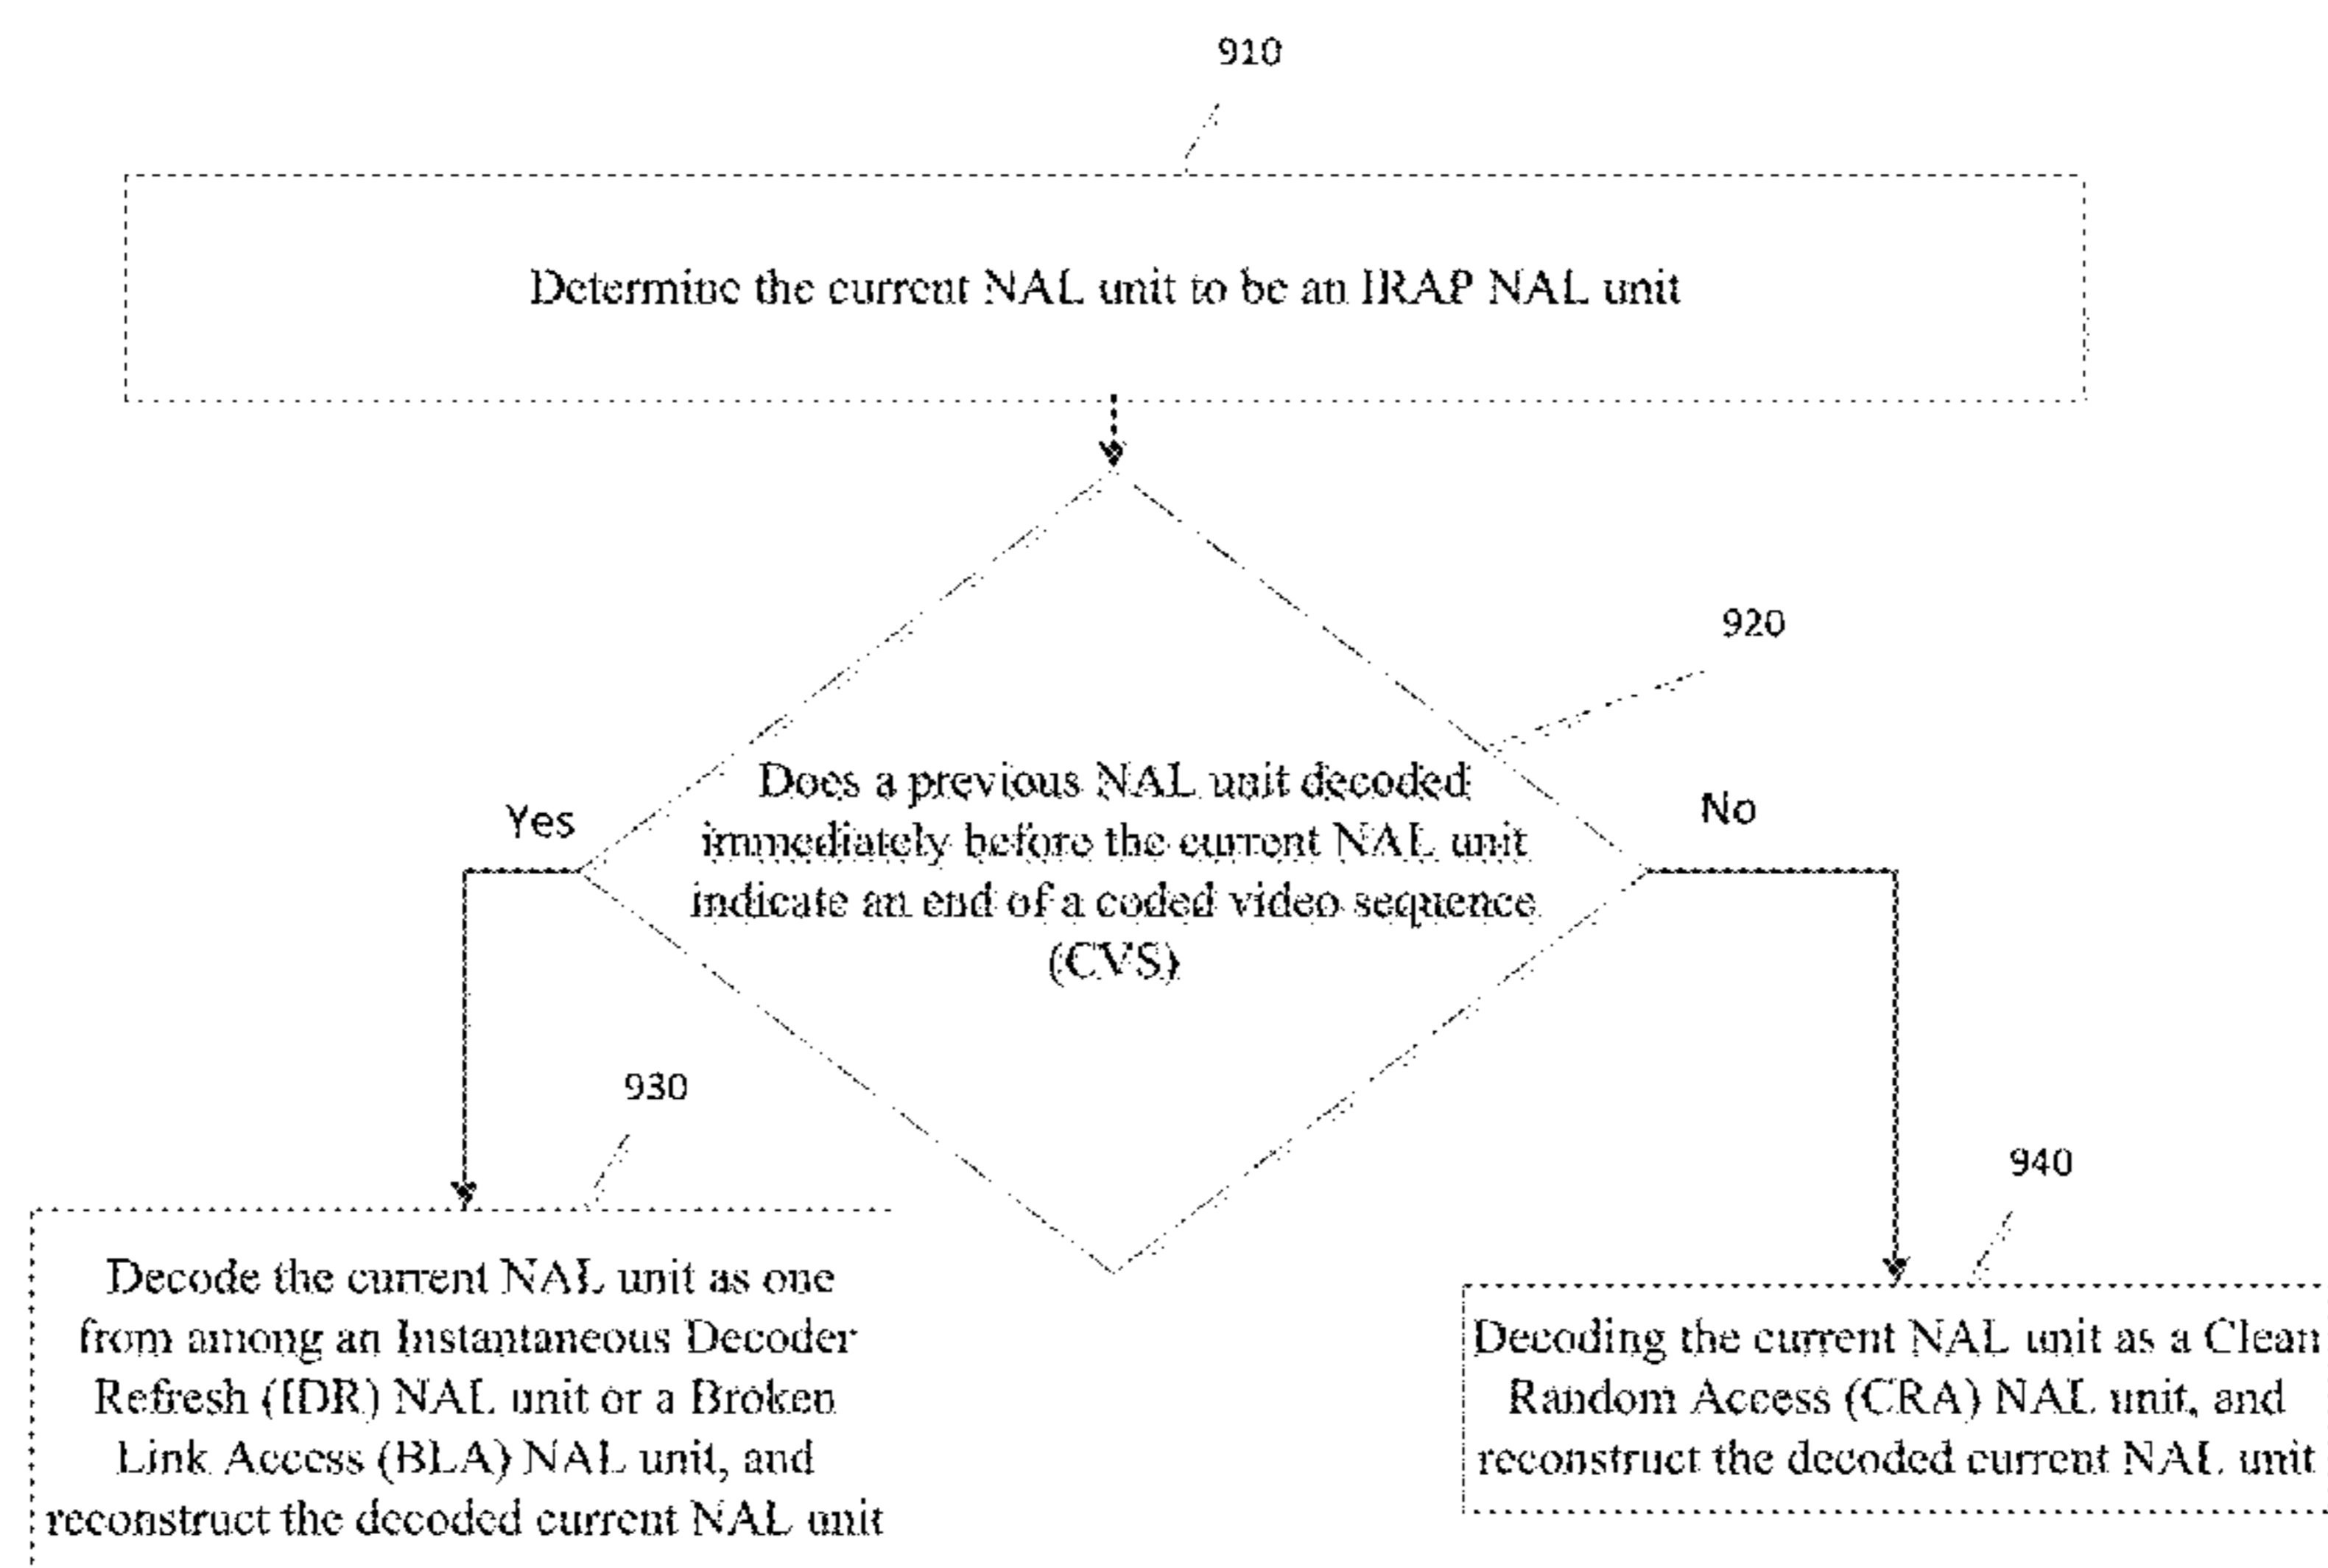 910
Determine the current NAL unit to be an IRAP NAL unit
920
Does a previous NAL unit decoded
immediately before the current NAL unit
indicate an end of a coded video sequence
(CVS)
Yes
No
930
Decode the current NAL unit as one
from among an Instantaneous Decoder
Refresh (IDR) NAL unit or a Broken
Link Access (BLA) NAL unit, and
reconstruct the decoded current NAL unit
940
Decoding the current NAL unit as a Clean
Random Access (CRA) NAL unit, and
reconstruct the decoded current NAL unit